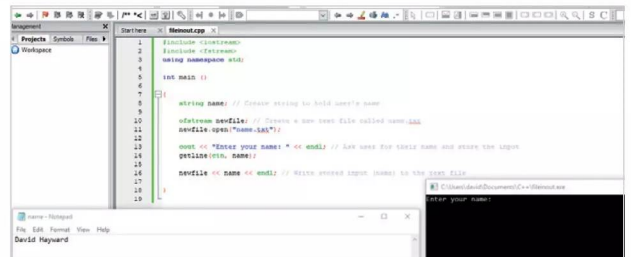 Management
Projects Symbols Files
Workspace
Start here fileinout.cpp
1 #include <iostream>
2 #include <fstream>
3 using namespace std;
4
5 int main ()
6
7 {
8 string name; // Create string to hold user's name
9
10 ofstream newfile; // Create a new text file called name.txt
11 newfile.open("name.txt");
12
13 cout << "Enter your name: " << endl; // Ask user for their name and store the input
14 getline(cin, name);
15
16 newfile << name << endl; // Write stored input (name) to the text file
17
18 }
19
C:\Users\david\Documents\C++\fileinout.exe
Enter your name:
name - Notepad
File Edit Format View Help
David Hayward